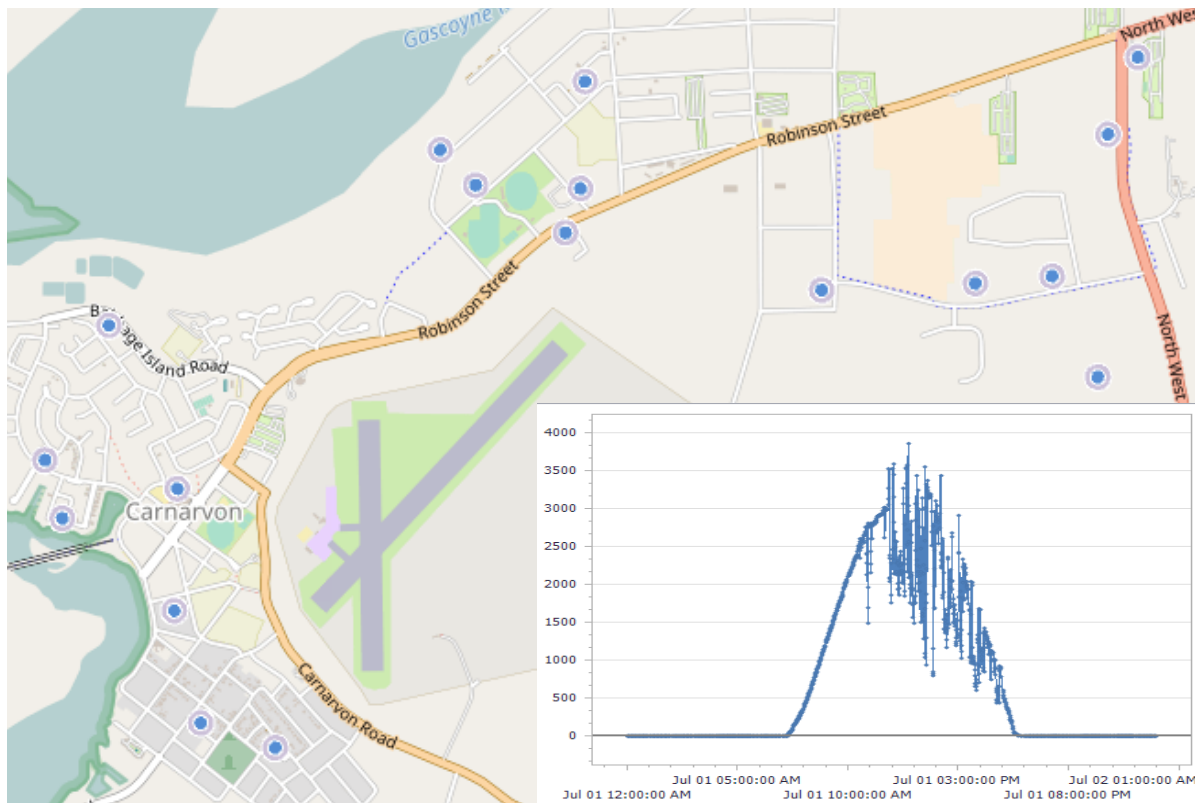 Gascoyne
North Wes
Robinson Street
Robinson Street
Island Road
North West
Carnarvon
Carnarvon Road
4000
3500
3000
2500
2000
1500
1000
500
0
Jul 01 05:00:00 AM
Jul 01 03:00:00 PM
Jul 02 01:00:00 AM
Jul 01 12:00:00 AM
Jul 01 10:00:00 AM
Jul 01 08:00:00 PM